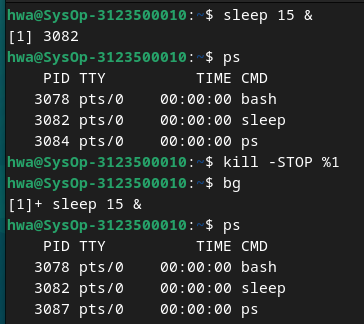 hwa@SysOp-3123500010:~$ sleep 15 &
[1] 3082
hwa@SysOp-3123500010:~$ ps
    PID TTY          TIME CMD
   3078 pts/0    00:00:00 bash
   3082 pts/0    00:00:00 sleep
   3084 pts/0    00:00:00 ps
hwa@SysOp-3123500010:~$ kill -STOP %1
hwa@SysOp-3123500010:~$ bg
[1]+ sleep 15 &
hwa@SysOp-3123500010:~$ ps
    PID TTY          TIME CMD
   3078 pts/0    00:00:00 bash
   3082 pts/0    00:00:00 sleep
   3087 pts/0    00:00:00 ps